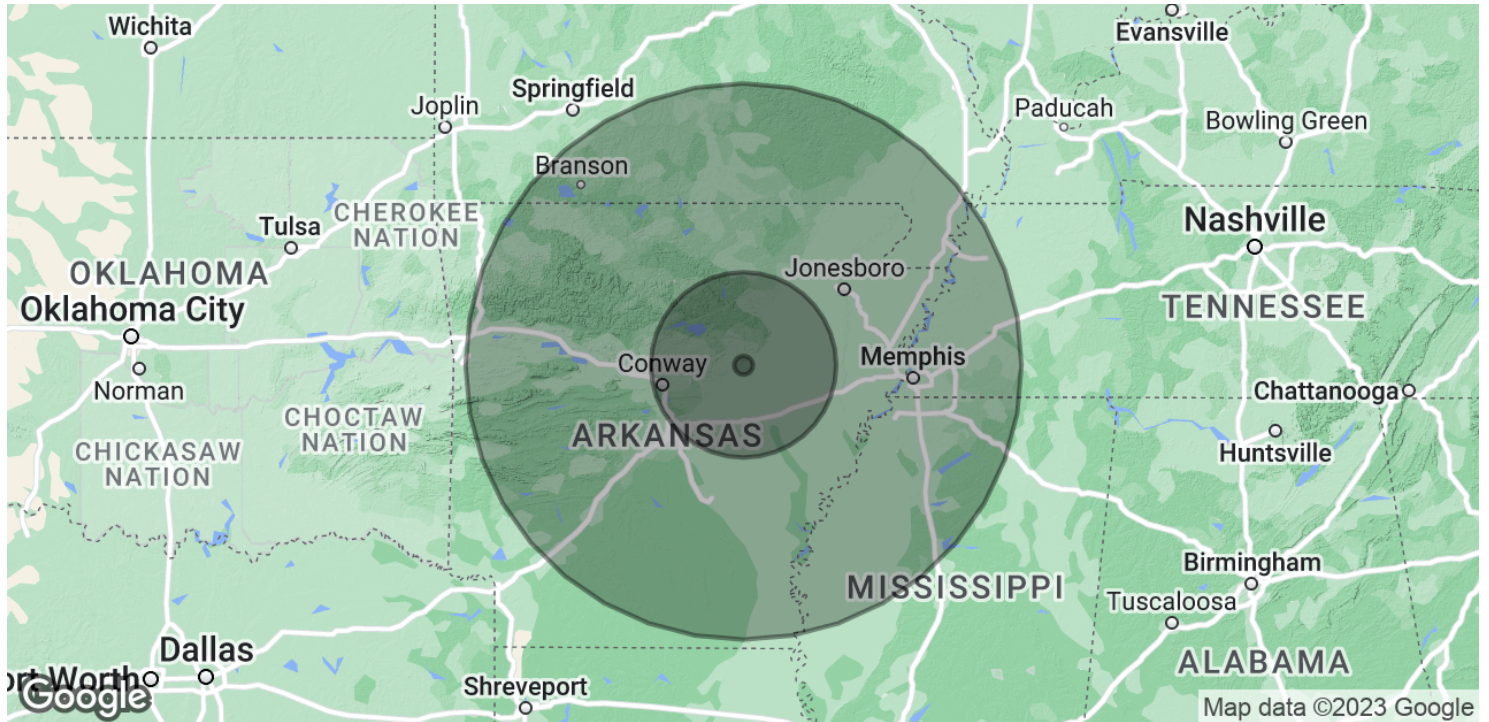 Wichita
Evansville
Springfield
Joplin
Paducah
Bowling Green
Branson
CHEROKEE
NATION
Tulsa
Nashville
OKLAHOMA
Jonesboro
Oklahoma City
TENNESSEE
Conway
Memphis
Norman
Chattanooga
CHOCTAW
NATION
ARKANSAS
CHICKASAW
NATION
Huntsville
Birmingham
MISSISSIPPI
Tuscaloosa
Dallas
ALABAMA
ort Worth
Shreveport
Google
Map data ©2023 Google